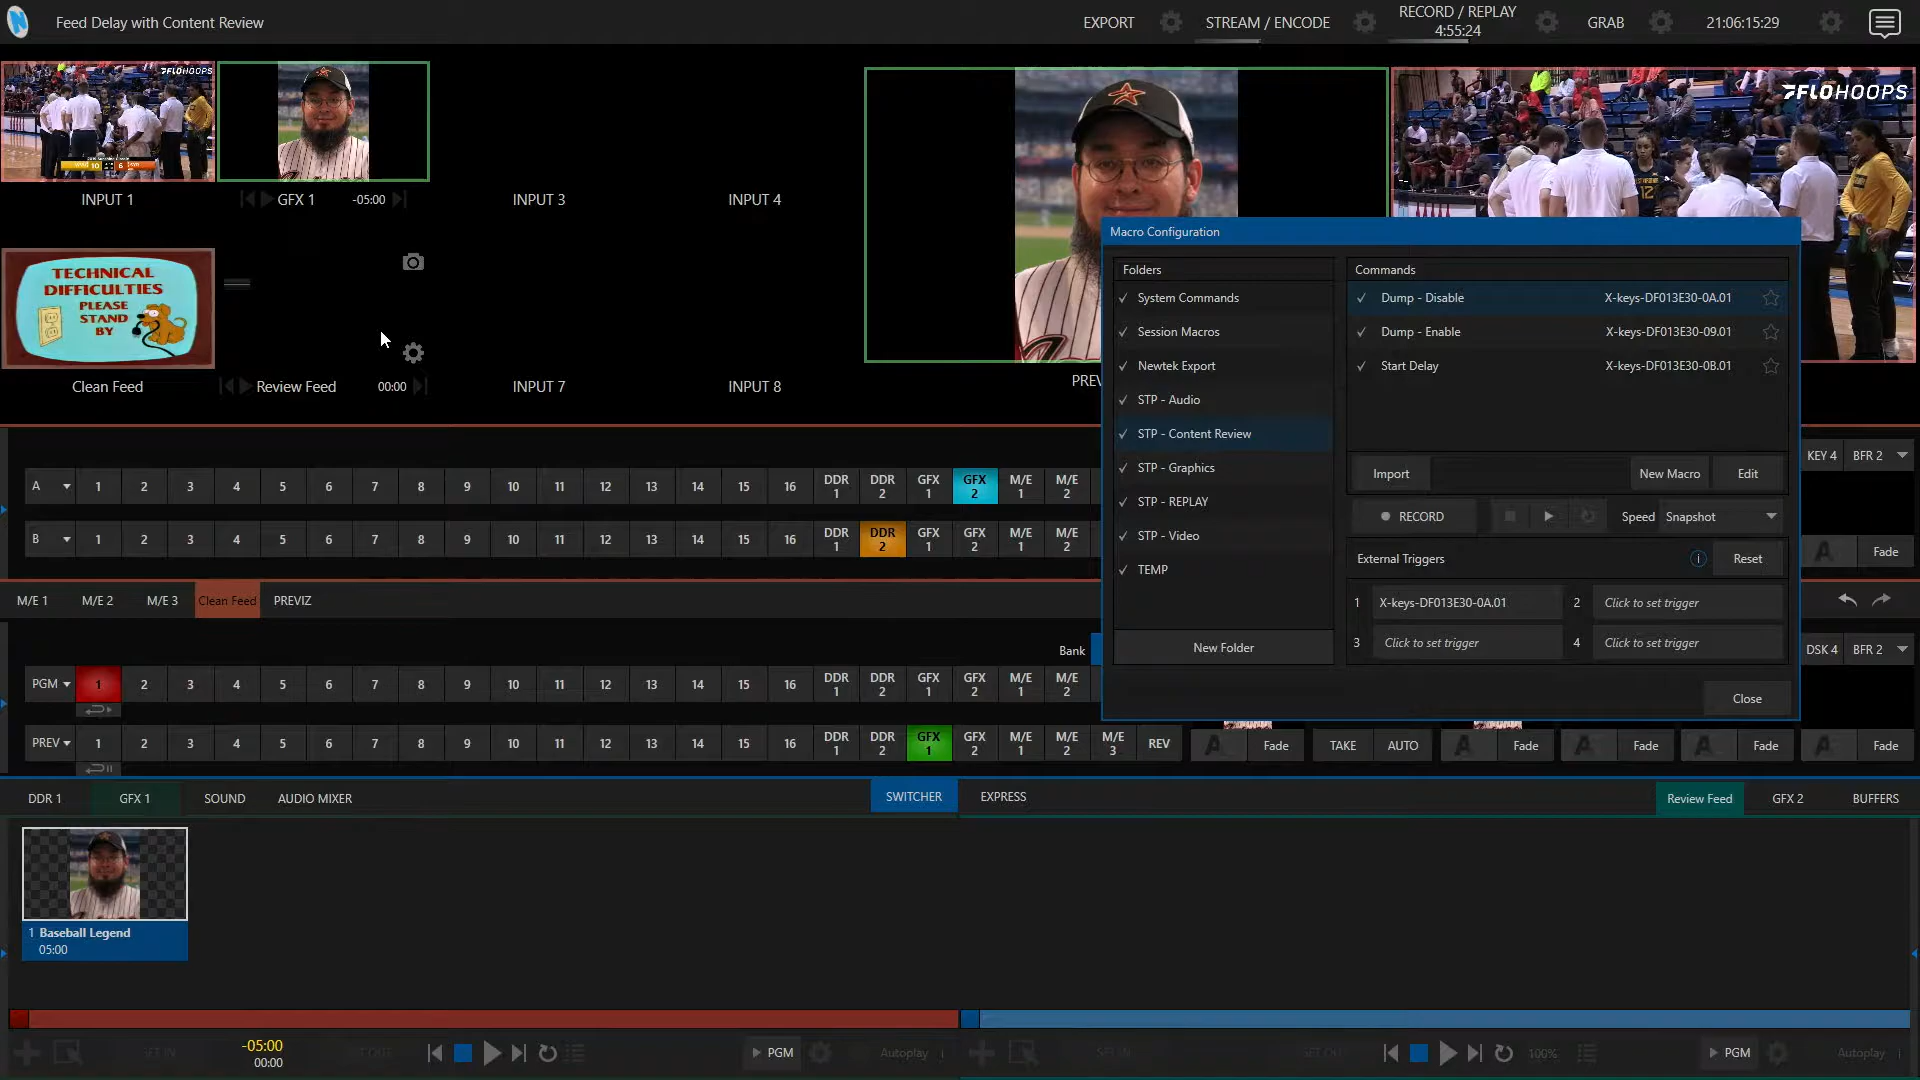 Feed Delay with Content Review
EXPORT
STREAM / ENCODE
RECORD / REPLAY
4:55:24
GRAB
21:06:15:29
FLOHOOPS
10
6
INPUT 1
GFX 1
-05:00
INPUT 3
INPUT 4
FLOHOOPS
12
TECHNICAL
DIFFICULTIES
PLEASE
STAND
BY
Clean Feed
Review Feed
00:00
INPUT 7
INPUT 8
PREV
Macro Configuration
Folders
System Commands
Session Macros
Newtek Export
STP - Audio
STP - Content Review
STP - Graphics
STP - REPLAY
STP - Video
TEMP
New Folder
Commands
Dump - Disable X-keys-DF013E30-0A.01
Dump - Enable X-keys-DF013E30-09.01
Start Delay X-keys-DF013E30-0B.01
Import
New Macro
Edit
RECORD
Speed Snapshot
External Triggers
Reset
1 X-keys-DF013E30-0A.01 2 Click to set trigger
3 Click to set trigger 4 Click to set trigger
Close
KEY 4 BFR 2
A 1 2 3 4 5 6 7 8 9 10 11 12 13 14 15 16 DDR 1 DDR 2 GFX 1 GFX 2 M/E 1 M/E 2
B 1 2 3 4 5 6 7 8 9 10 11 12 13 14 15 16 DDR 1 DDR 2 GFX 1 GFX 2 M/E 1 M/E 2
A Fade
M/E 1 M/E 2 M/E 3 Clean Feed PREVIZ
Bank
DSK 4 BFR 2
PGM 1 2 3 4 5 6 7 8 9 10 11 12 13 14 15 16 DDR 1 DDR 2 GFX 1 GFX 2 M/E 1 M/E 2
PREV 1 2 3 4 5 6 7 8 9 10 11 12 13 14 15 16 DDR 1 DDR 2 GFX 1 GFX 2 M/E 1 M/E 2 M/E 3 REV
A Fade TAKE AUTO A Fade A Fade A Fade A Fade
DDR 1 GFX 1 SOUND AUDIO MIXER
SWITCHER EXPRESS
Review Feed GFX 2 BUFFERS
1 Baseball Legend
05:00
SET IN
-05:00
00:00
PGM
Autoplay
SET IN
SET OUT
100%
PGM
Autoplay